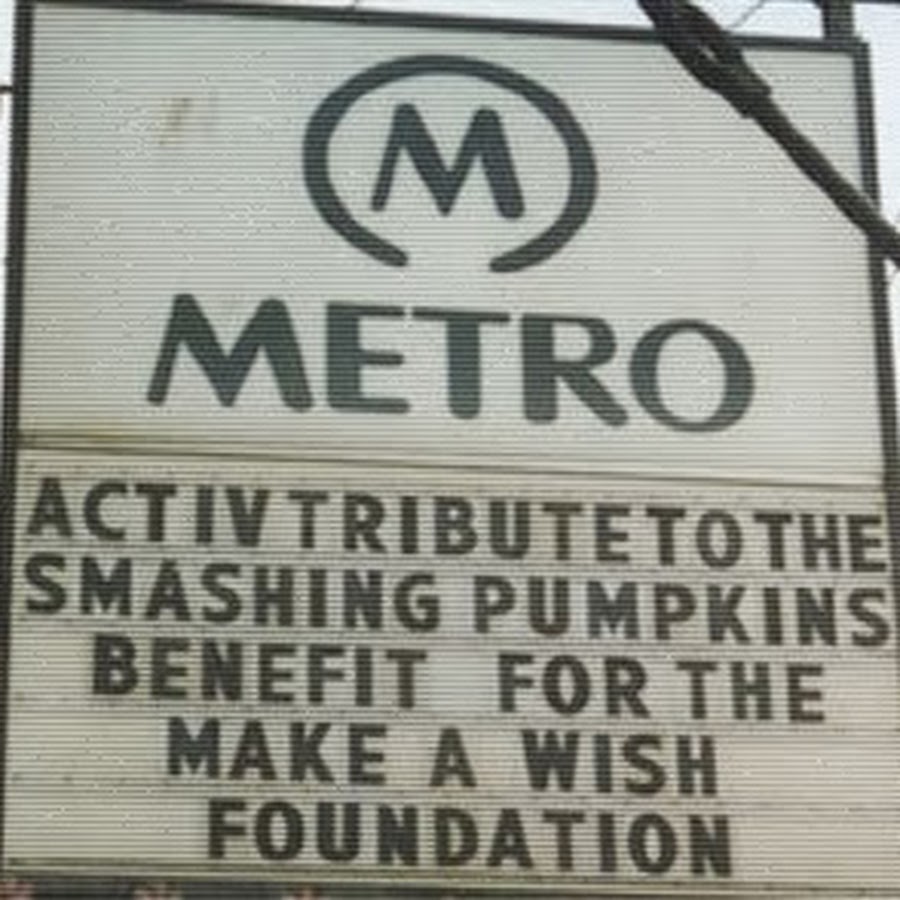 M
METRO
ACTIV TRIBUTE TO THE
SMASHING PUMPKINS
BENEFIT FOR THE
MAKE A WISH
FOUNDATION